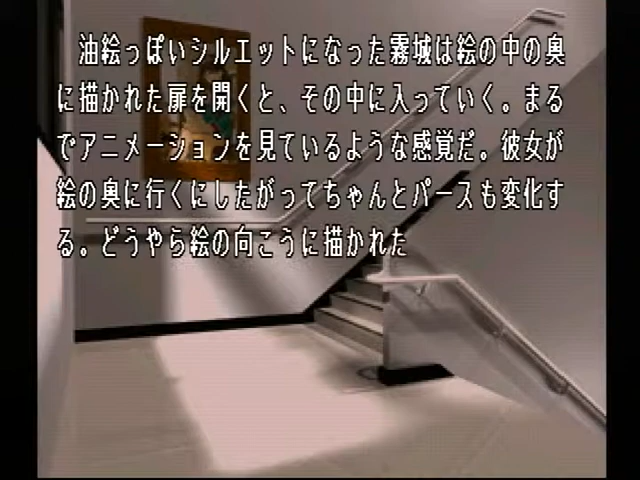 油絵っぽいシルエットになった霧城は絵の中の奥
に描かれた扉を開くと、その中に入っていく。まる
でアニメーションを見ているような感覚だ。彼女が
絵の奥に行くにしたがってちゃんとパースも変化す
る。どうやら絵の向こうに描かれた